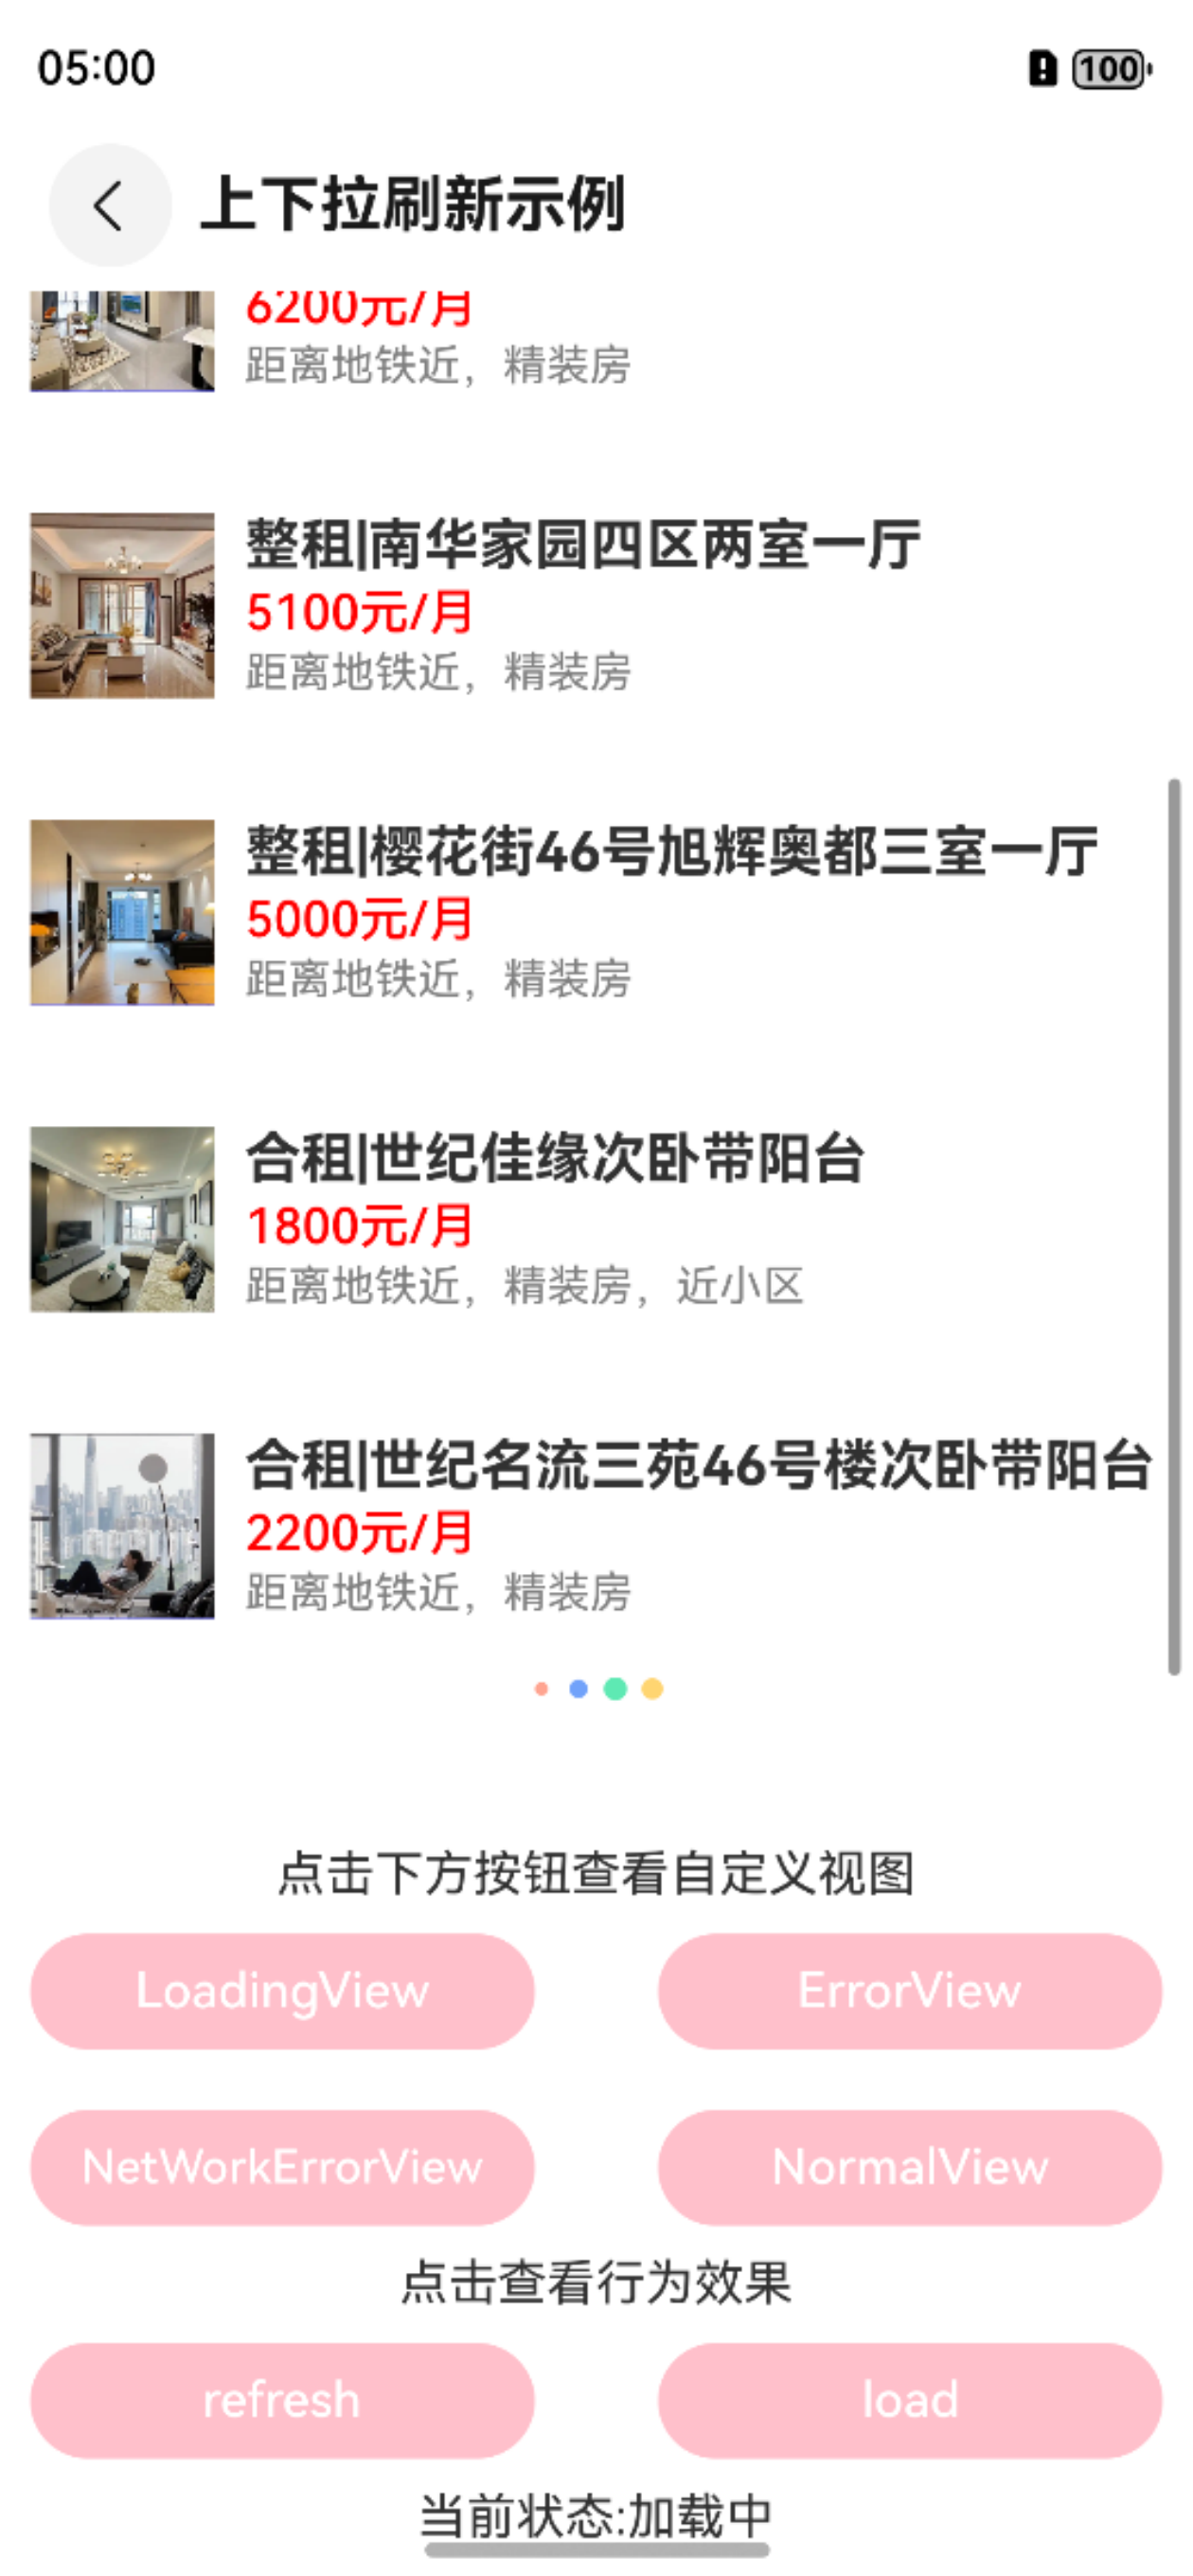 05:00
100
上下拉刷新示例
6200元/月
距离地铁近，精装房
整租|南华家园四区两室一厅
5100元/月
距离地铁近，精装房
整租|樱花街46号旭辉奥都三室一厅
5000元/月
距离地铁近，精装房
合租|世纪佳缘次卧带阳台
1800元/月
距离地铁近，精装房，近小区
合租|世纪名流三苑46号楼次卧带阳台
2200元/月
距离地铁近，精装房
点击下方按钮查看自定义视图
LoadingView
ErrorView
NetWorkErrorView
NormalView
点击查看行为效果
refresh
load
当前状态:加载中